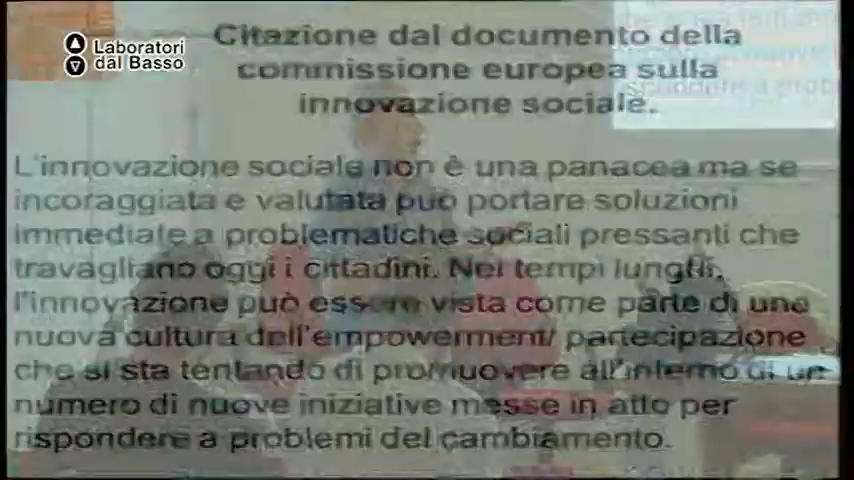 Laboratori
dal Basso
Citazione dal documento della
commissione europea sulla
innovazione sociale.
L'innovazione sociale non è una panacea ma se
incoraggiata e valutata può portare soluzioni
immediate a problematiche sociali pressanti che
travagliano oggi i cittadini. Nei tempi lunghi,
l'innovazione può essere vista come parte di una
nuova cultura dell'empowerment/ partecipazione
che si sta tentando di promuovere all'interno di un
numero di nuove iniziative messe in atto per
rispondere a problemi del cambiamento.